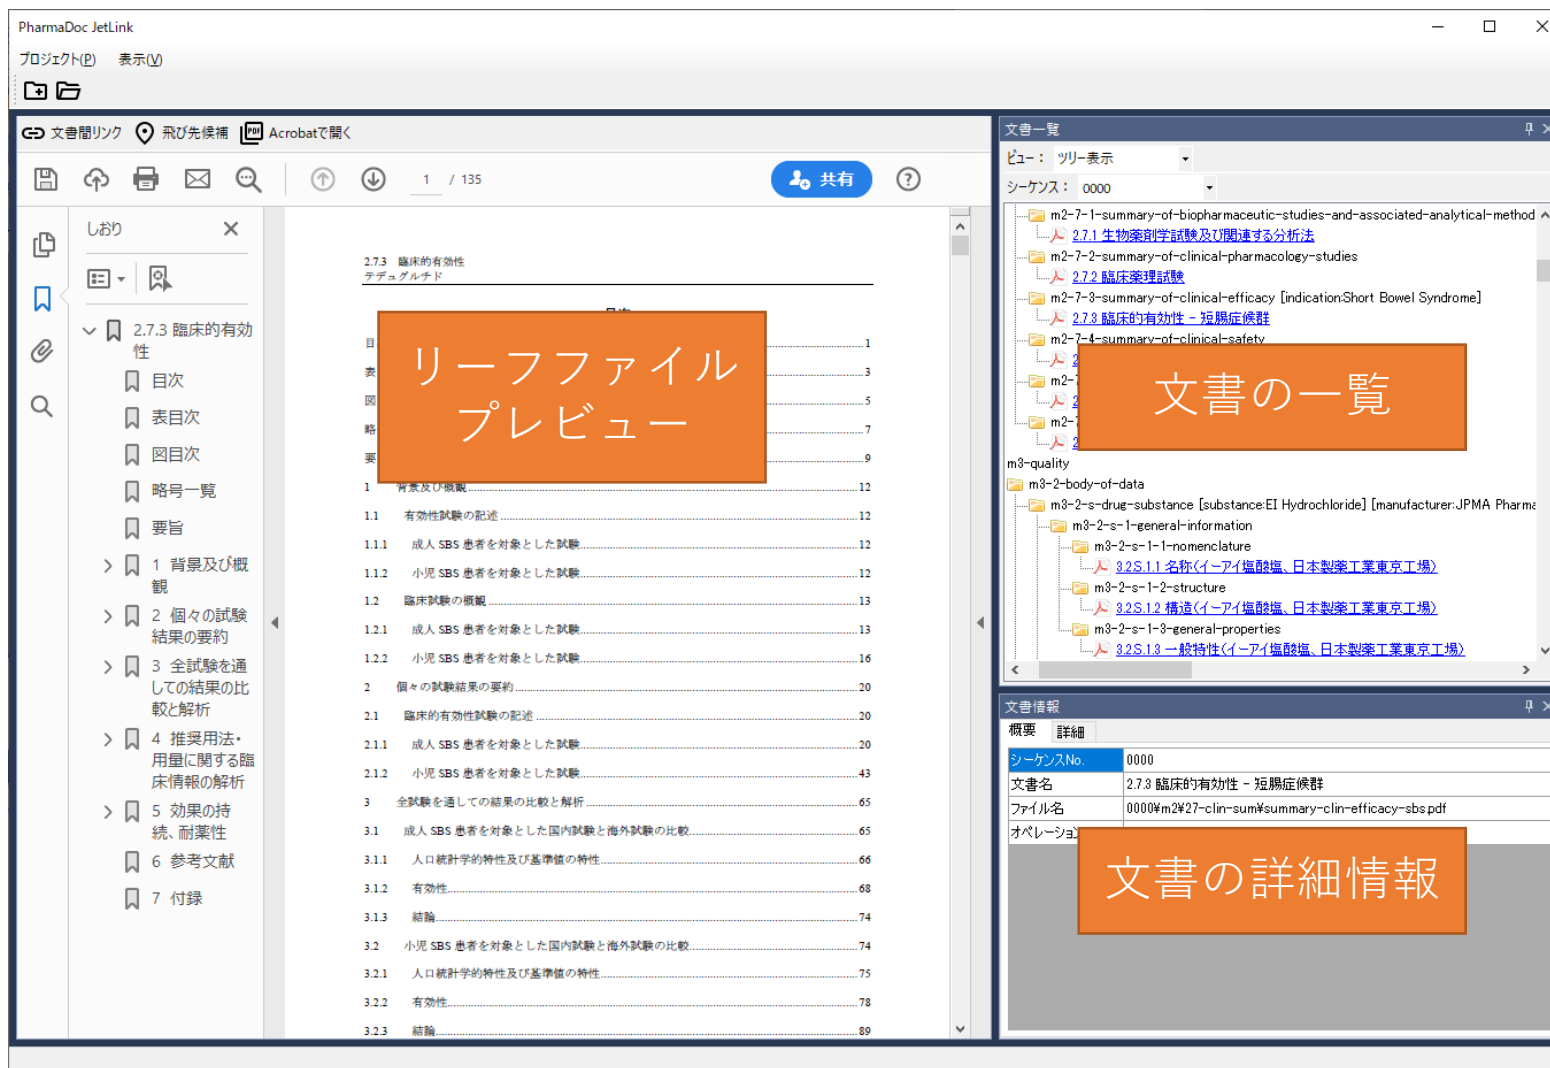 PharmaDoc JetLink
プロジェクト(P) 表示(V)
文書間リンク 飛び先候補 PDF Acrobatで開く
1 / 135
共有
しおり
2.7.3 臨床的有効
性
目次
表目次
図目次
略号一覧
要旨
1 背景及び概
観
2 個々の試験
結果の要約
3 全試験を通
しての結果の比
較と解析
4 推奨用法・
用量に関する臨
床情報の解析
5 効果の持
続、耐薬性
6 参考文献
7 付録
2.7.3 臨床的有効性
テデュグルチド
リーフファイル
プレビュー
目 1
表 3
図 5
略 7
要 9
1 背景及び概観 12
1.1 有効性試験の記述 12
1.1.1 成人 SBS 患者を対象とした試験 12
1.1.2 小児 SBS 患者を対象とした試験 12
1.2 臨床試験の概観 13
1.2.1 成人 SBS 患者を対象とした試験 13
1.2.2 小児 SBS 患者を対象とした試験 16
2 個々の試験結果の要約 20
2.1 臨床的有効性試験の記述 20
2.1.1 成人 SBS 患者を対象とした試験 20
2.1.2 小児 SBS 患者を対象とした試験 43
3 全試験を通しての結果の比較と解析 65
3.1 成人 SBS 患者を対象とした国内試験と海外試験の比較 65
3.1.1 人口統計学的特性及び基準値の特性 66
3.1.2 有効性 68
3.1.3 結論 74
3.2 小児 SBS 患者を対象とした国内試験と海外試験の比較 74
3.2.1 人口統計学的特性及び基準値の特性 75
3.2.2 有効性 78
3.2.3 結論 89
文書一覧
ビュー： ツリー表示
シーケンス： 0000
m2-7-1-summary-of-biopharmaceutic-studies-and-associated-analytical-method
2.7.1 生物薬剤学試験及び関連する分析法
m2-7-2-summary-of-clinical-pharmacology-studies
2.7.2 臨床薬理試験
m2-7-3-summary-of-clinical-efficacy [indication:Short Bowel Syndrome]
2.7.3 臨床的有効性 - 短腸症候群
m2-7-4-summary-of-clinical-safety
2
m2-7
2
m2-7
2
文書の一覧
m3-quality
m3-2-body-of-data
m3-2-s-drug-substance [substance:EI Hydrochloride] [manufacturer:JPMA Pharma
m3-2-s-1-general-information
m3-2-s-1-1-nomenclature
3.2.S.1.1 名称(イーアイ塩酸塩、日本製薬工業東京工場)
m3-2-s-1-2-structure
3.2.S.1.2 構造(イーアイ塩酸塩、日本製薬工業東京工場)
m3-2-s-1-3-general-properties
3.2.S.1.3 一般特性(イーアイ塩酸塩、日本製薬工業東京工場)
文書情報
概要 詳細
シーケンスNo. 0000
文書名 2.7.3 臨床的有効性 - 短腸症候群
ファイル名 0000¥m2¥27-clin-sum¥summary-clin-efficacy-sbs.pdf
オペレーション
文書の詳細情報